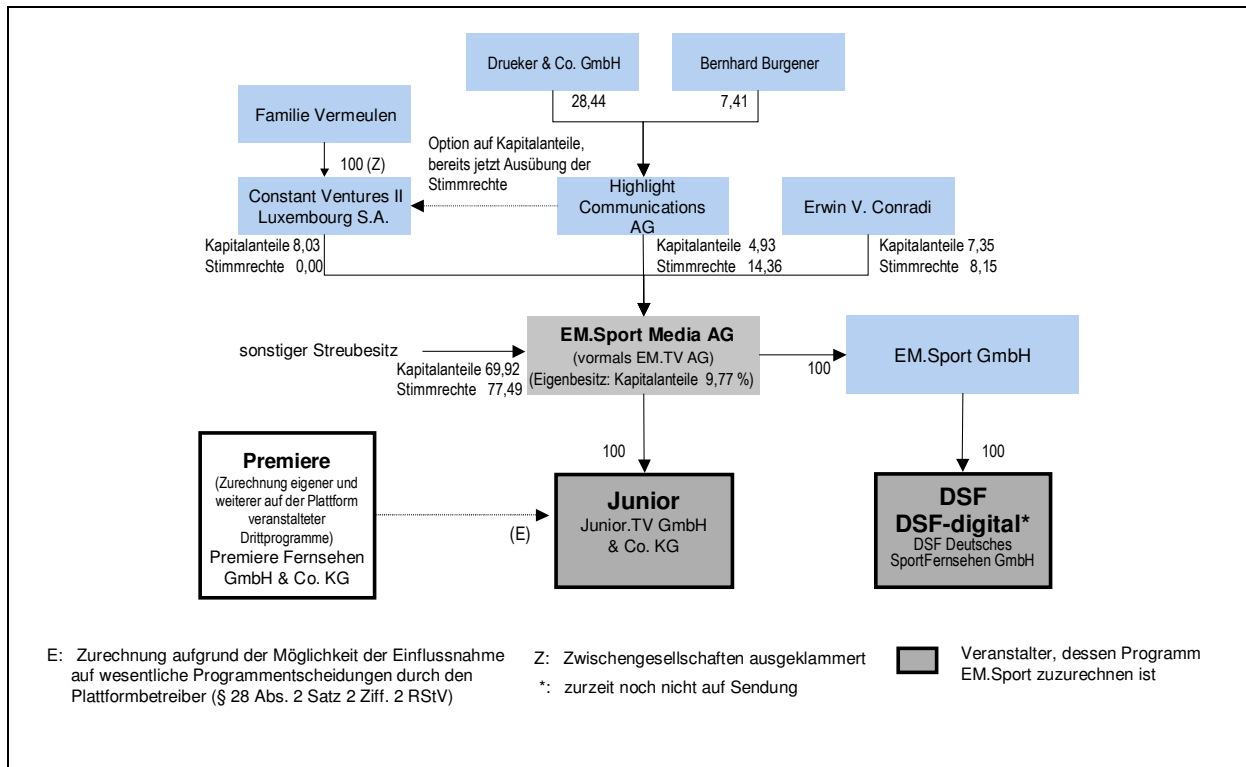 Drueker & Co. GmbH
Bernhard Burgener
28,44
7,41
Familie Vermeulen
100 (Z)
Option auf Kapitalanteile,
bereits jetzt Ausübung der
Stimmrechte
Constant Ventures II
Luxembourg S.A.
Highlight
Communications
AG
Erwin V. Conradi
Kapitalanteile 8,03
Stimmrechte 0,00
Kapitalanteile 4,93
Stimmrechte 14,36
Kapitalanteile 7,35
Stimmrechte 8,15
sonstiger Streubesitz
Kapitalanteile 69,92
Stimmrechte 77,49
EM.Sport Media AG
(vormals EM.TV AG)
(Eigenbesitz: Kapitalanteile 9,77 %)
100
EM.Sport GmbH
100
100
Premiere
(Zurechnung eigener und
weiterer auf der Plattform
veranstalteter
Drittprogramme)
Premiere Fernsehen
GmbH & Co. KG
(E)
Junior
Junior.TV GmbH
& Co. KG
DSF
DSF-digital*
DSF Deutsches
SportFernsehen GmbH
E: Zurechnung aufgrund der Möglichkeit der Einflussnahme
auf wesentliche Programmentscheidungen durch den
Plattformbetreiber (§ 28 Abs. 2 Satz 2 Ziff. 2 RStV)
Z: Zwischengesellschaften ausgeklammert
*: zurzeit noch nicht auf Sendung
Veranstalter, dessen Programm
EM.Sport zuzurechnen ist